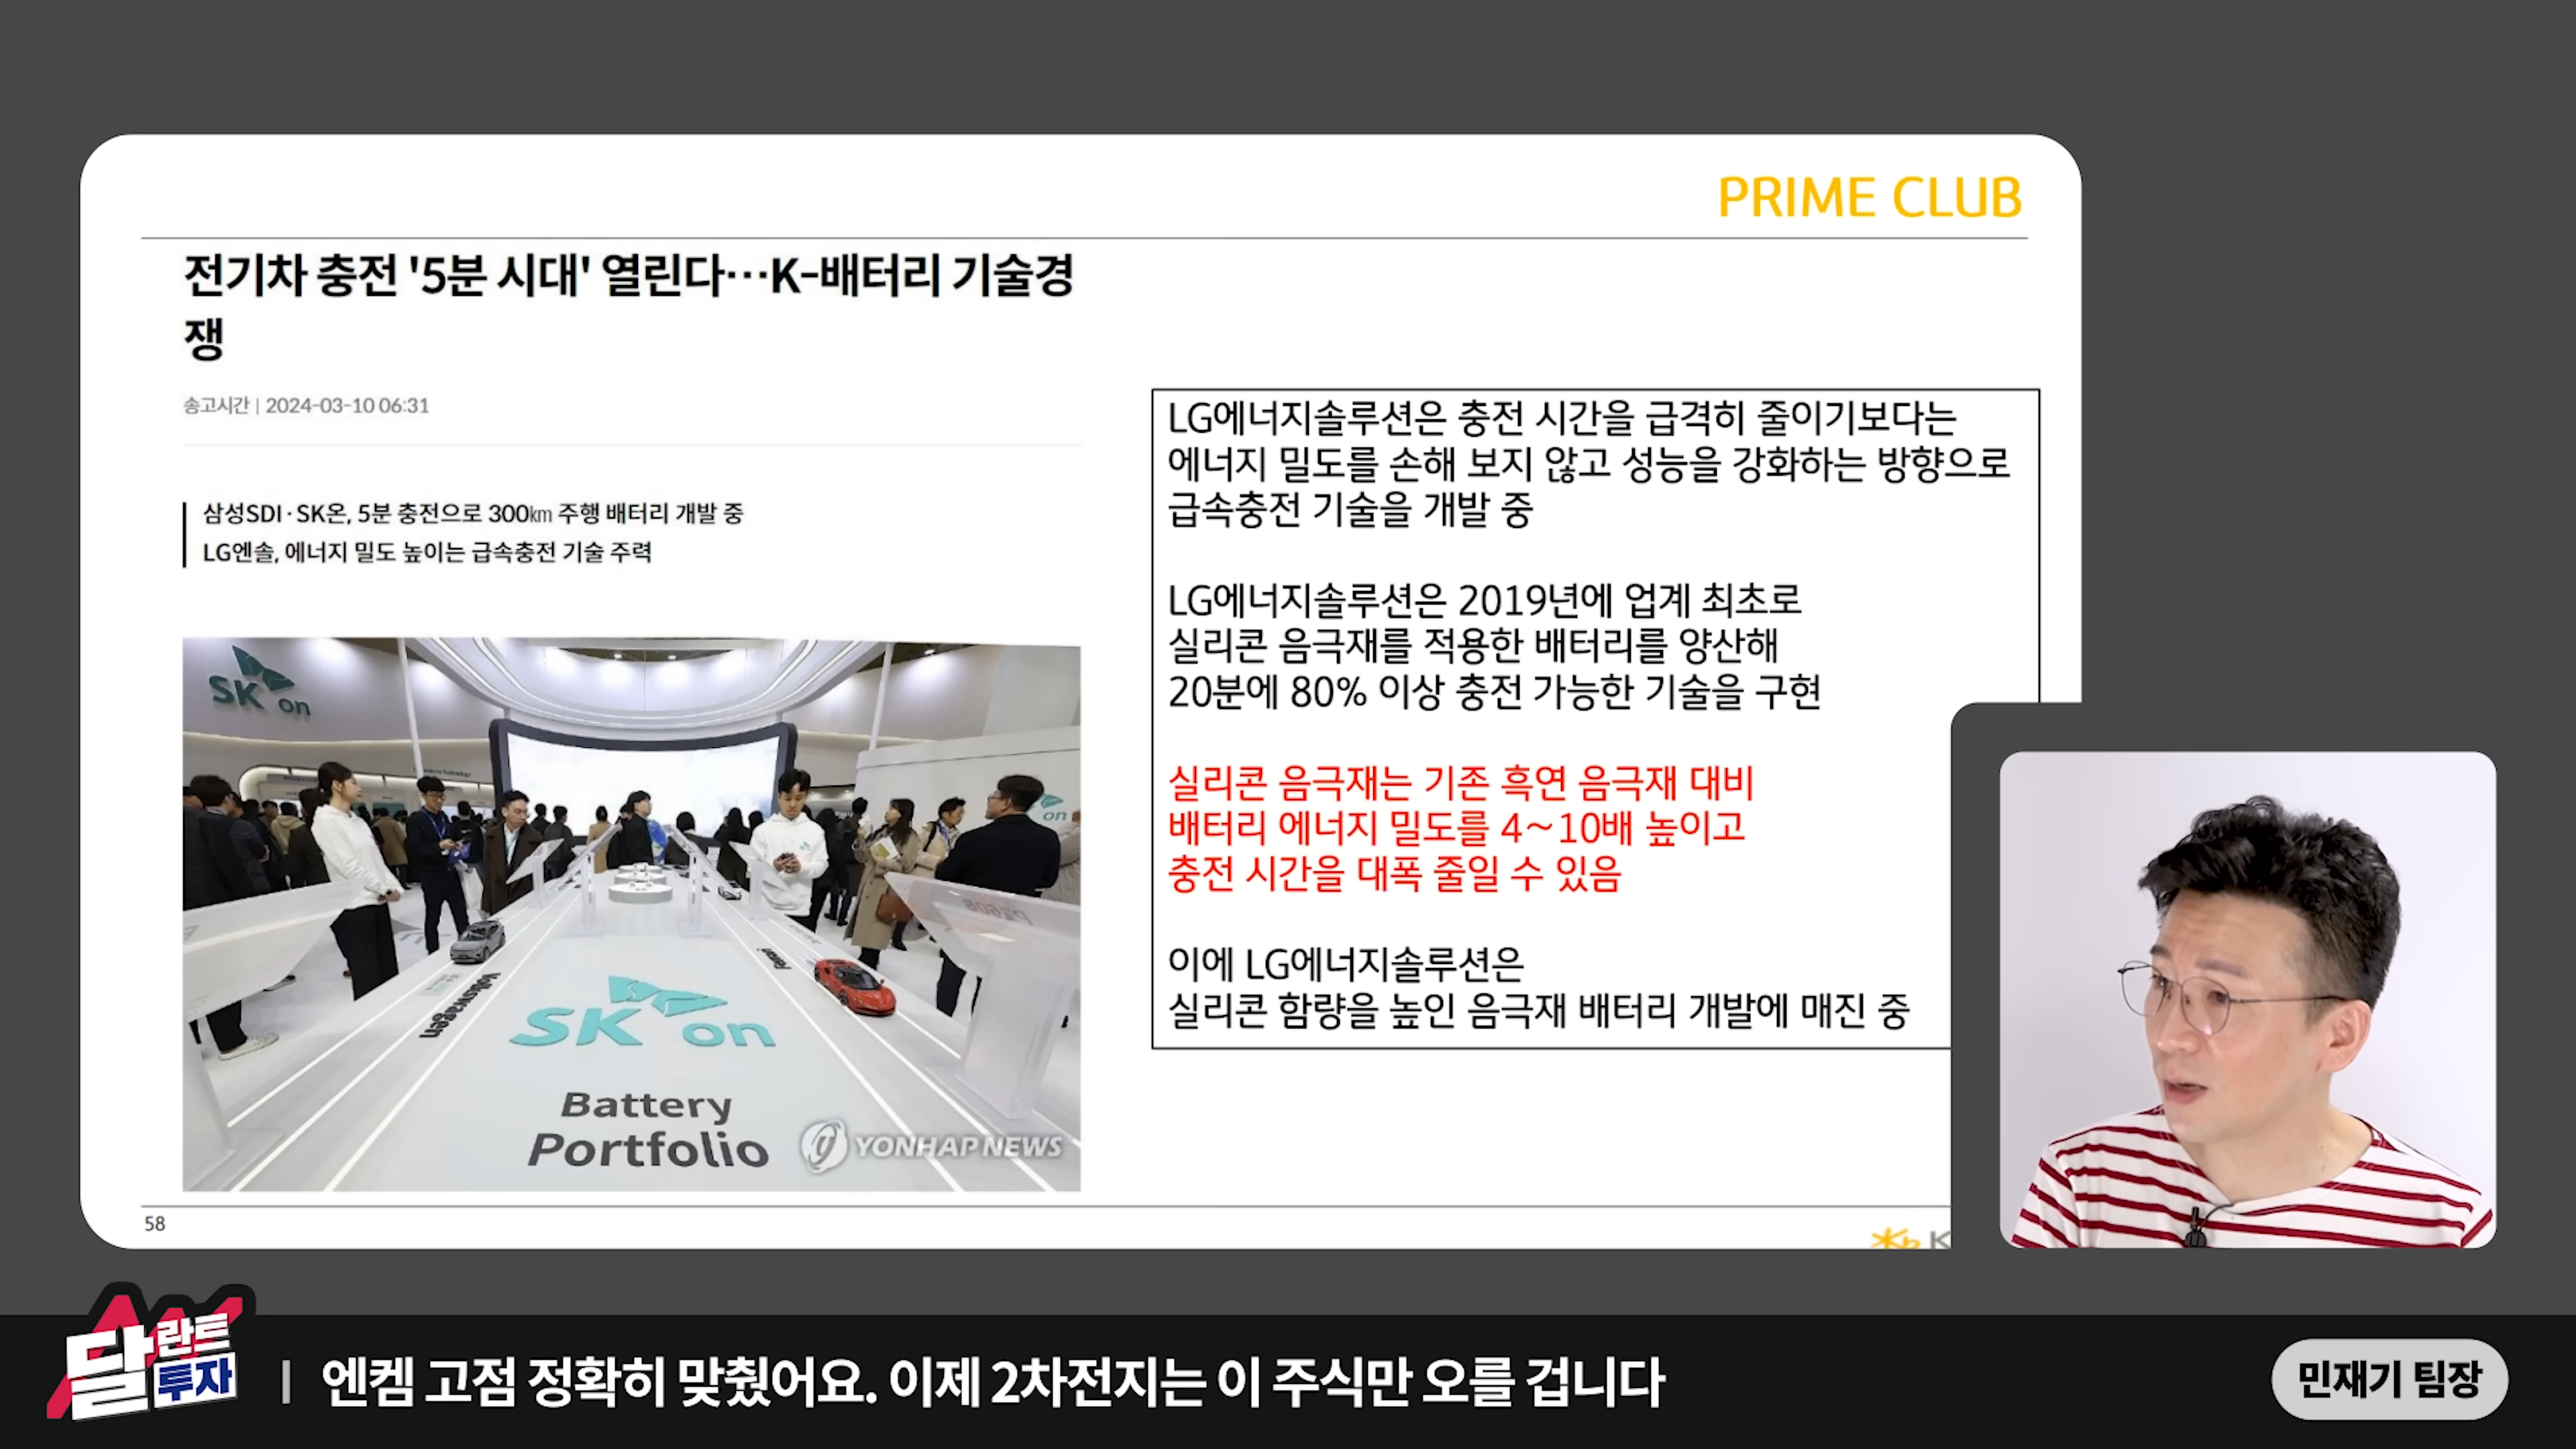 PRIME CLUB
전기차 충전 '5분 시대' 열린다…K-배터리 기술경
쟁
송고시간 | 2024-03-10 06:31
삼성SDI·SK온, 5분 충전으로 300㎞ 주행 배터리 개발 중
LG엔솔, 에너지 밀도 높이는 급속충전 기술 주력
SK on
on
Volkswagen
Ferrari
SK on
Battery
Portfolio
YONHAP NEWS
LG에너지솔루션은 충전 시간을 급격히 줄이기보다는
에너지 밀도를 손해 보지 않고 성능을 강화하는 방향으로
급속충전 기술을 개발 중
LG에너지솔루션은 2019년에 업계 최초로
실리콘 음극재를 적용한 배터리를 양산해
20분에 80% 이상 충전 가능한 기술을 구현
실리콘 음극재는 기존 흑연 음극재 대비
배터리 에너지 밀도를 4~10배 높이고
충전 시간을 대폭 줄일 수 있음
이에 LG에너지솔루션은
실리콘 함량을 높인 음극재 배터리 개발에 매진 중
58
달란트
투자
엔켐 고점 정확히 맞췄어요. 이제 2차전지는 이 주식만 오를 겁니다
민재기 팀장